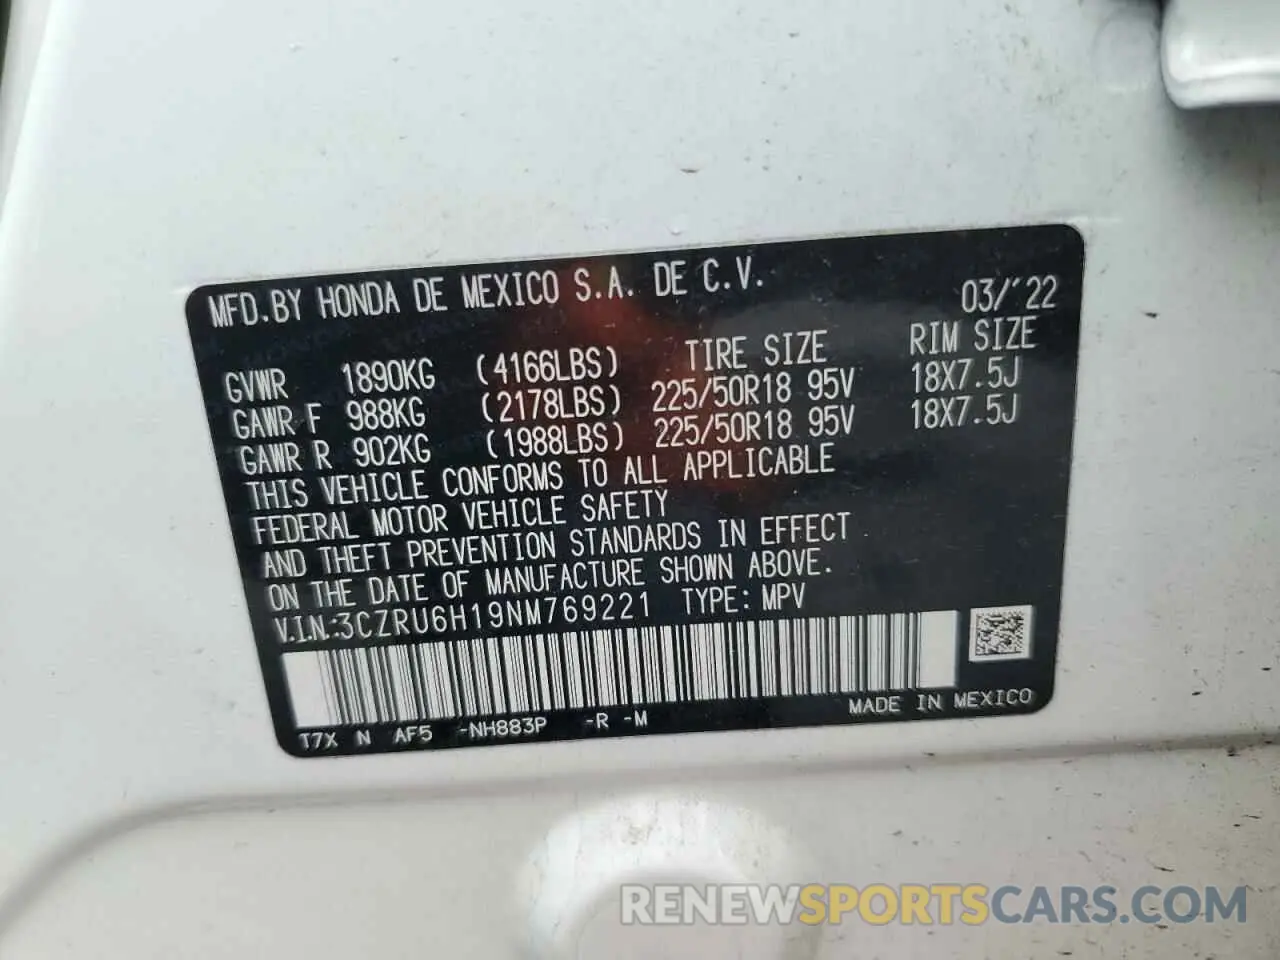 MFD.BY HONDA DE MEXICO S.A. DE C.V. 03/'22
TIRE SIZE RIM SIZE
GVWR 1890KG (4166LBS)
GAWR F 988KG (2178LBS) 225/50R18 95V 18X7.5J
GAWR R 902KG (1988LBS) 225/50R18 95V 18X7.5J
THIS VEHICLE CONFORMS TO ALL APPLICABLE
FEDERAL MOTOR VEHICLE SAFETY
AND THEFT PREVENTION STANDARDS IN EFFECT
ON THE DATE OF MANUFACTURE SHOWN ABOVE.
V.I.N.:3CZRU6H19NM769221 TYPE: MPV
T7X N AF5 -NH883P -R -M MADE IN MEXICO
RENEWSPORTSCARS.COM